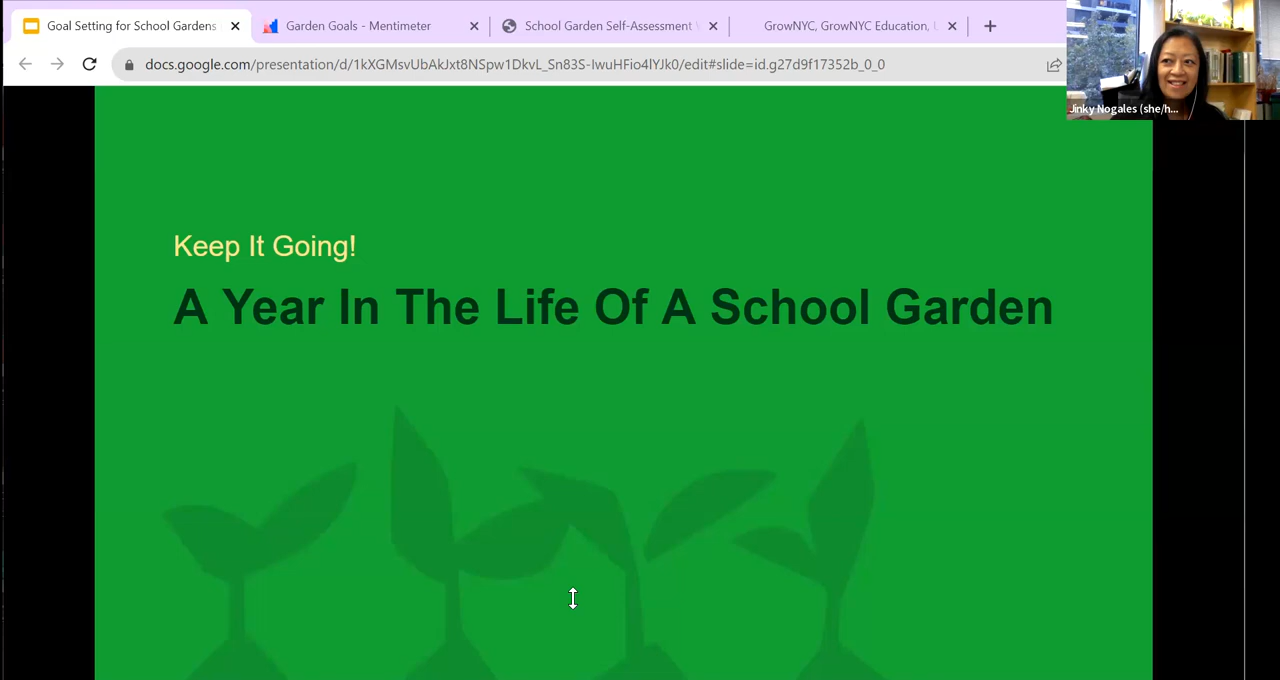 Goal Setting for School Gardens
Garden Goals - Mentimeter
School Garden Self-Assessment
GrowNYC, GrowNYC Education,
docs.google.com/presentation/d/1kXGMsvUbAkJxt8NSpw1DkvL_Sn83S-IwuHFio4IYJk0/edit#slide=id.g27d9f17352b_0_0
Jinky Nogales (she/h...
Keep It Going!
A Year In The Life Of A School Garden